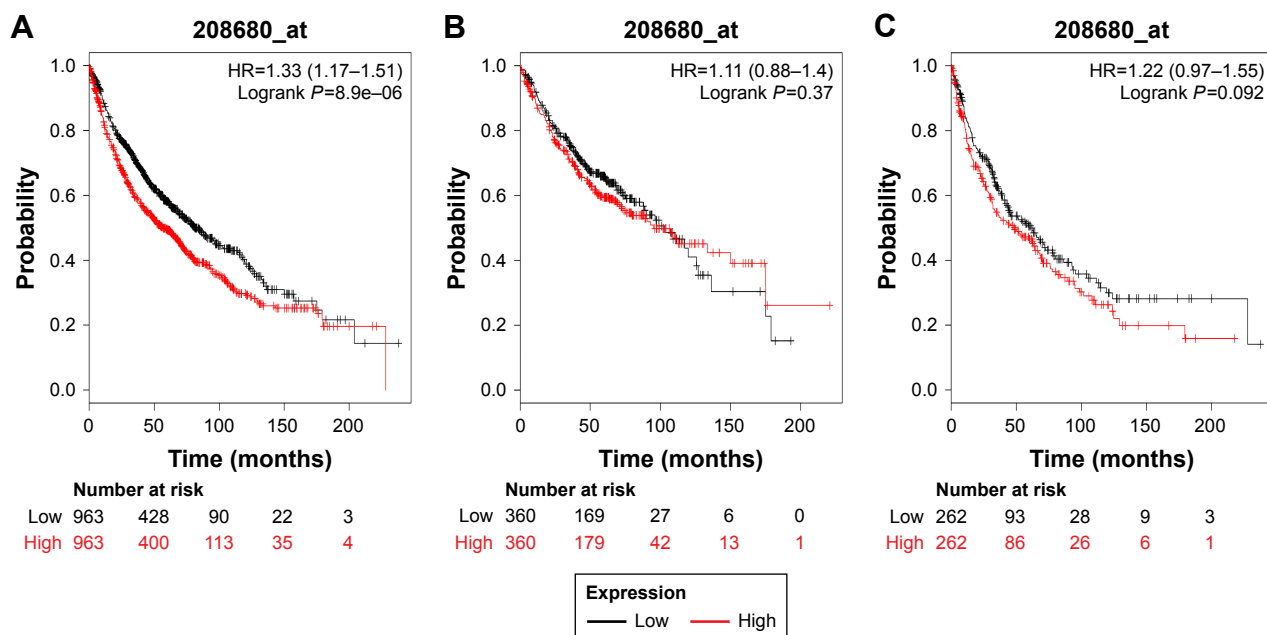 A
208680_at
HR=1.33 (1.17–1.51)
Logrank P=8.9e–06
Probability
1.0
0.8
0.6
0.4
0.2
0.0
0 50 100 150 200
Time (months)
Number at risk
Low 963 428 90 22 3
High 963 400 113 35 4
B
208680_at
HR=1.11 (0.88–1.4)
Logrank P=0.37
Probability
1.0
0.8
0.6
0.4
0.2
0.0
0 50 100 150 200
Time (months)
Number at risk
Low 360 169 27 6 0
High 360 179 42 13 1
C
208680_at
HR=1.22 (0.97–1.55)
Logrank P=0.092
Probability
1.0
0.8
0.6
0.4
0.2
0.0
0 50 100 150 200
Time (months)
Number at risk
Low 262 93 28 9 3
High 262 86 26 6 1
Expression
Low High